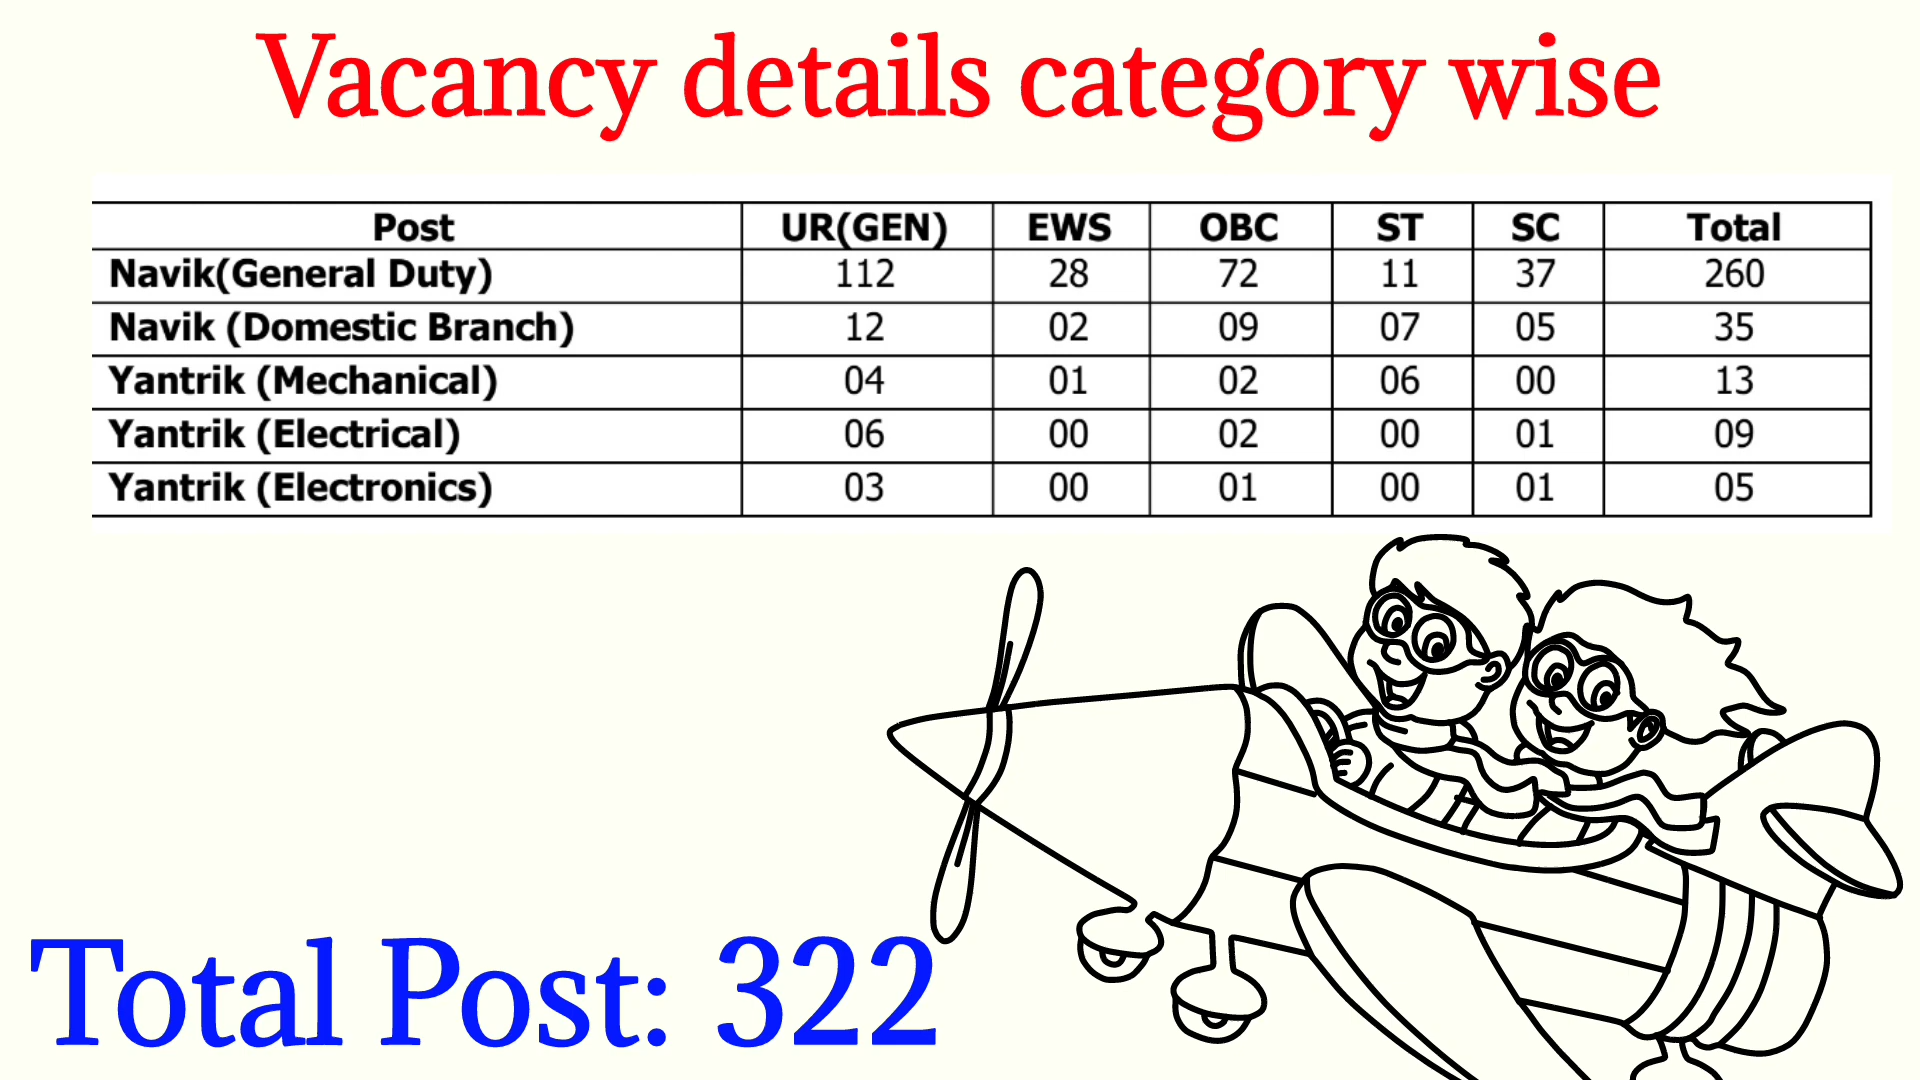 Vacancy details category wise
Post UR(GEN) EWS OBC ST SC Total
Navik(General Duty) 112 28 72 11 37 260
Navik (Domestic Branch) 12 02 09 07 05 35
Yantrik (Mechanical) 04 01 02 06 00 13
Yantrik (Electrical) 06 00 02 00 01 09
Yantrik (Electronics) 03 00 01 00 01 05
Total Post: 322